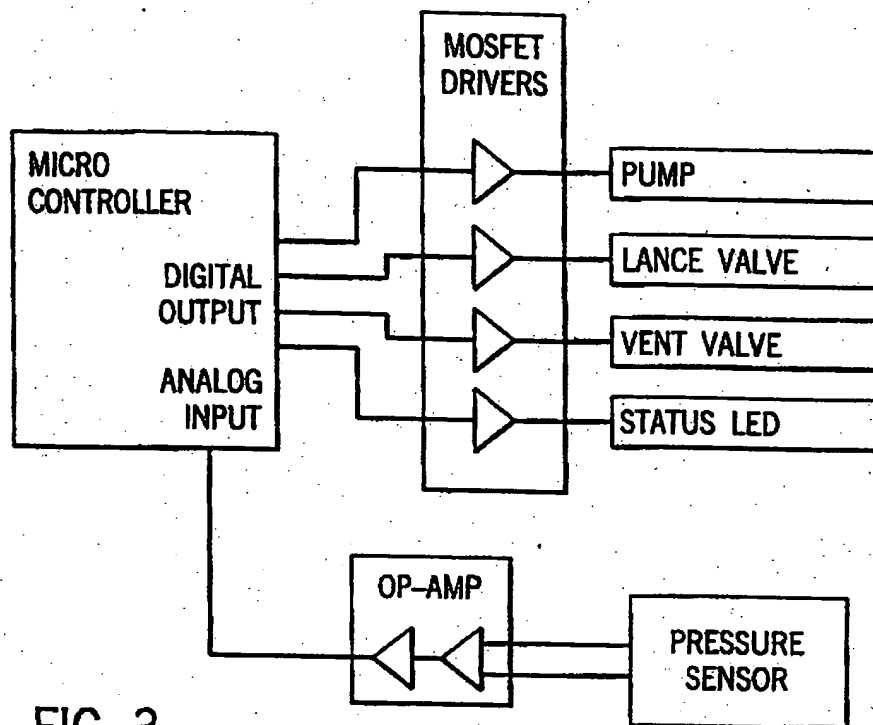 MOSFET
DRIVERS
MICRO
CONTROLLER
DIGITAL
OUTPUT
ANALOG
INPUT
PUMP
LANCE VALVE
VENT VALVE
STATUS LED
OP-AMP
PRESSURE
SENSOR
FIG.